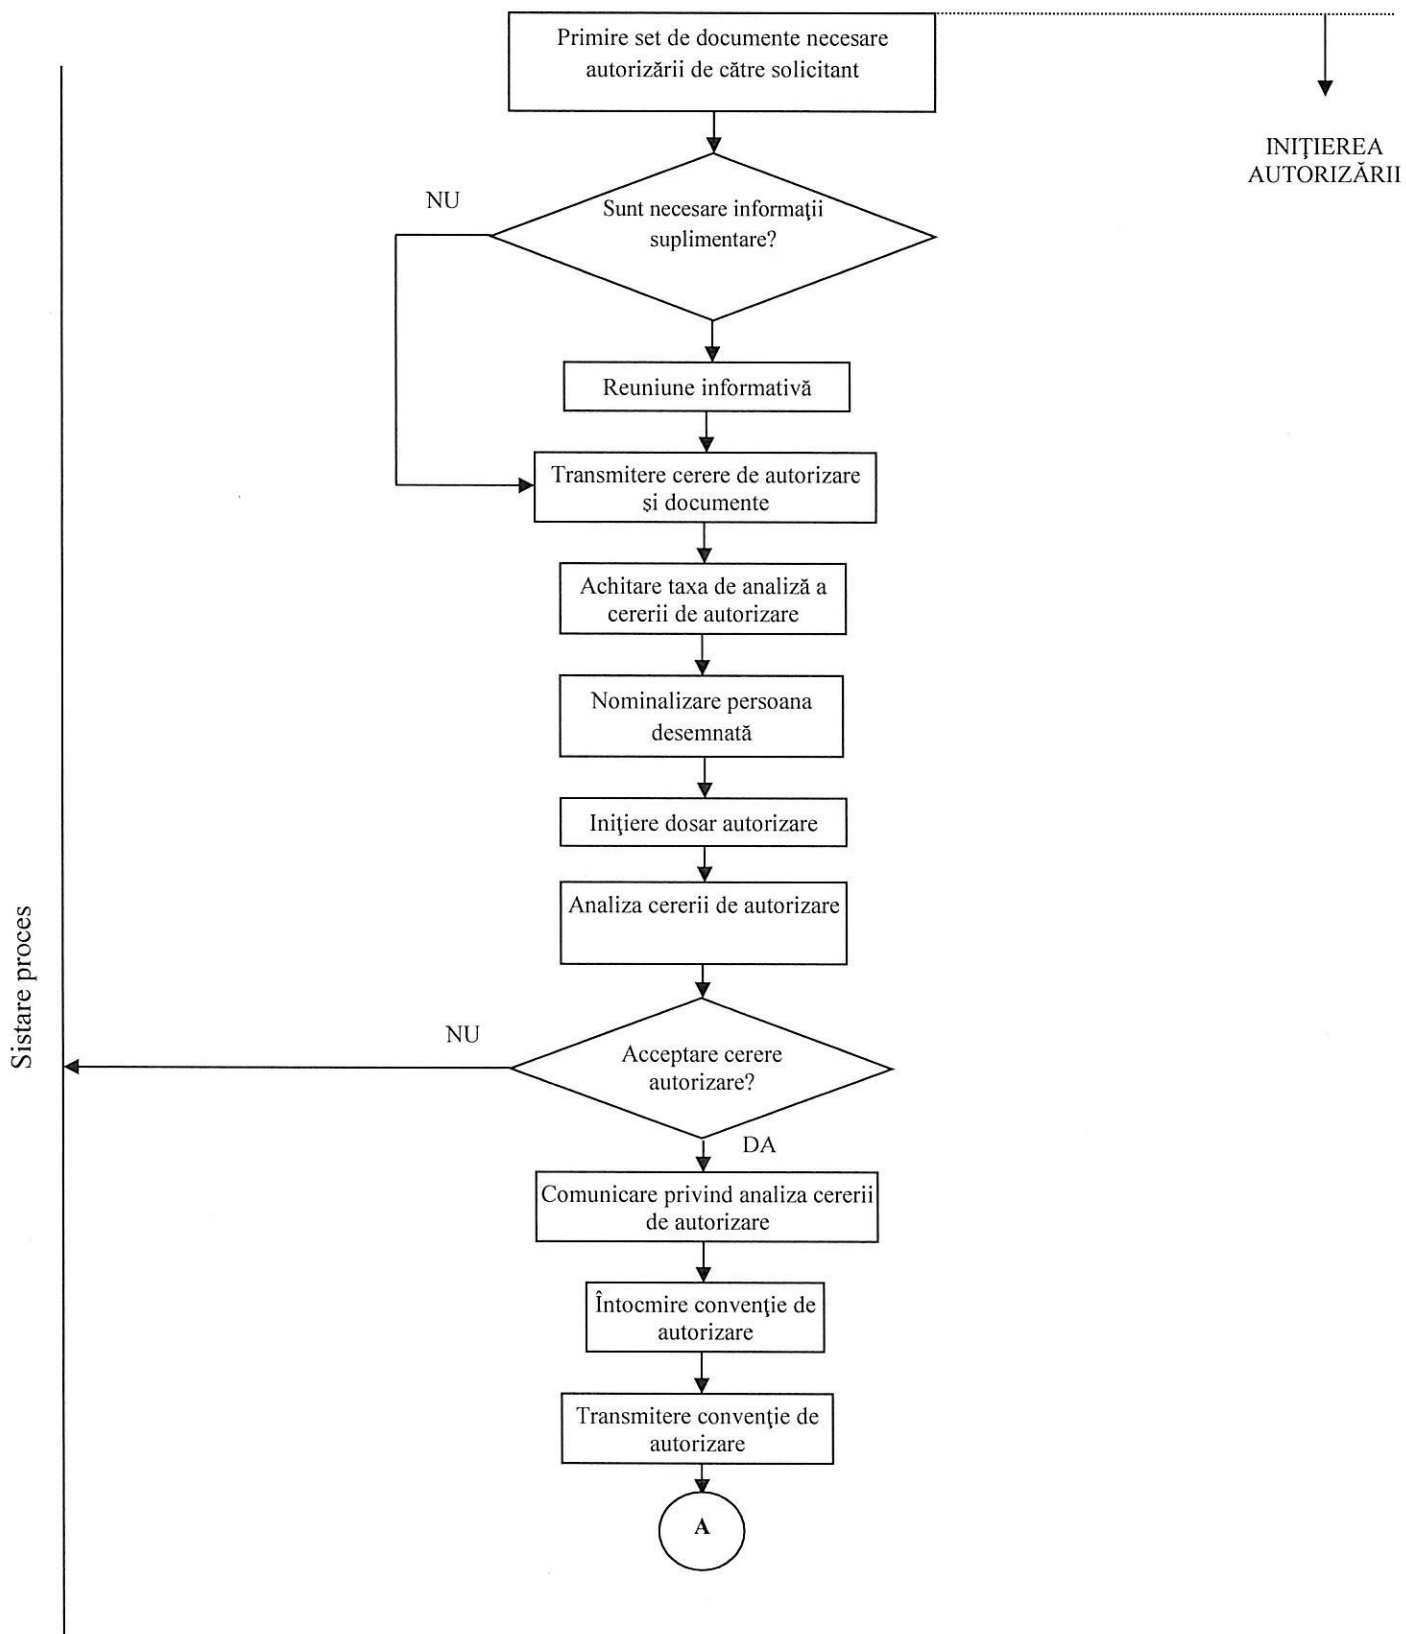 Primire set de documente necesare
autorizării de către solicitant
INIŢIEREA
AUTORIZĂRII
NU
Sunt necesare informaţii
suplimentare?
Reuniune informativă
Transmitere cerere de autorizare
şi documente
Achitare taxa de analiză a
cererii de autorizare
Nominalizare persoana
desemnată
Iniţiere dosar autorizare
Analiza cererii de autorizare
Sistare proces
NU
Acceptare cerere
autorizare?
DA
Comunicare privind analiza cererii
de autorizare
Întocmire convenţie de
autorizare
Transmitere convenţie de
autorizare
A